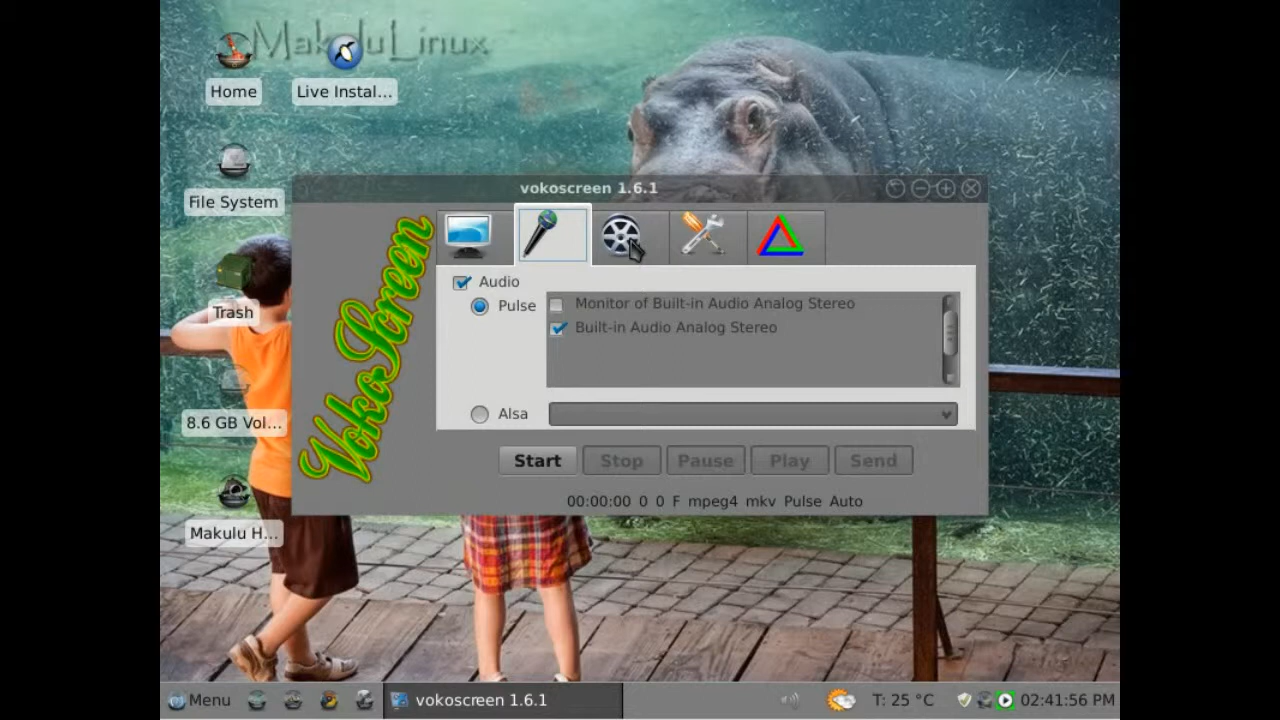 MakuluLinux
Home
Live Instal...
File System
Trash
8.6 GB Vol...
Makulu H...
vokoscreen 1.6.1
VokoScreen
Audio
Pulse
Monitor of Built-in Audio Analog Stereo
Built-in Audio Analog Stereo
Alsa
Start Stop Pause Play Send
00:00:00 0 0 F mpeg4 mkv Pulse Auto
Menu
vokoscreen 1.6.1
T: 25 °C
02:41:56 PM